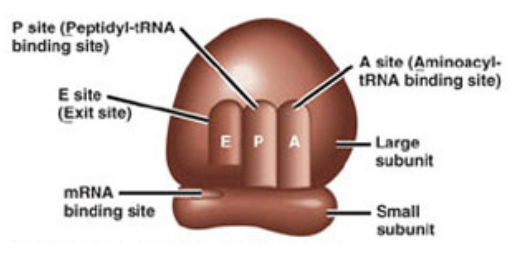 P site (Peptidyl-tRNA
binding site)
A site (Aminoacyl-
tRNA binding site)
E site
(Exit site)
E P A
Large
subunit
mRNA
binding site
Small
subunit